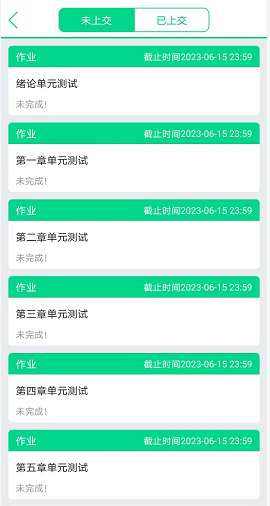 未上交
已上交
作业
截止时间2023-06-15 23:59
绪论单元测试
未完成!
作业
截止时间2023-06-15 23:59
第一章单元测试
未完成!
作业
截止时间2023-06-15 23:59
第二章单元测试
未完成!
作业
截止时间2023-06-15 23:59
第三章单元测试
未完成!
作业
截止时间2023-06-15 23:59
第四章单元测试
未完成!
作业
截止时间2023-06-15 23:59
第五章单元测试
未完成!